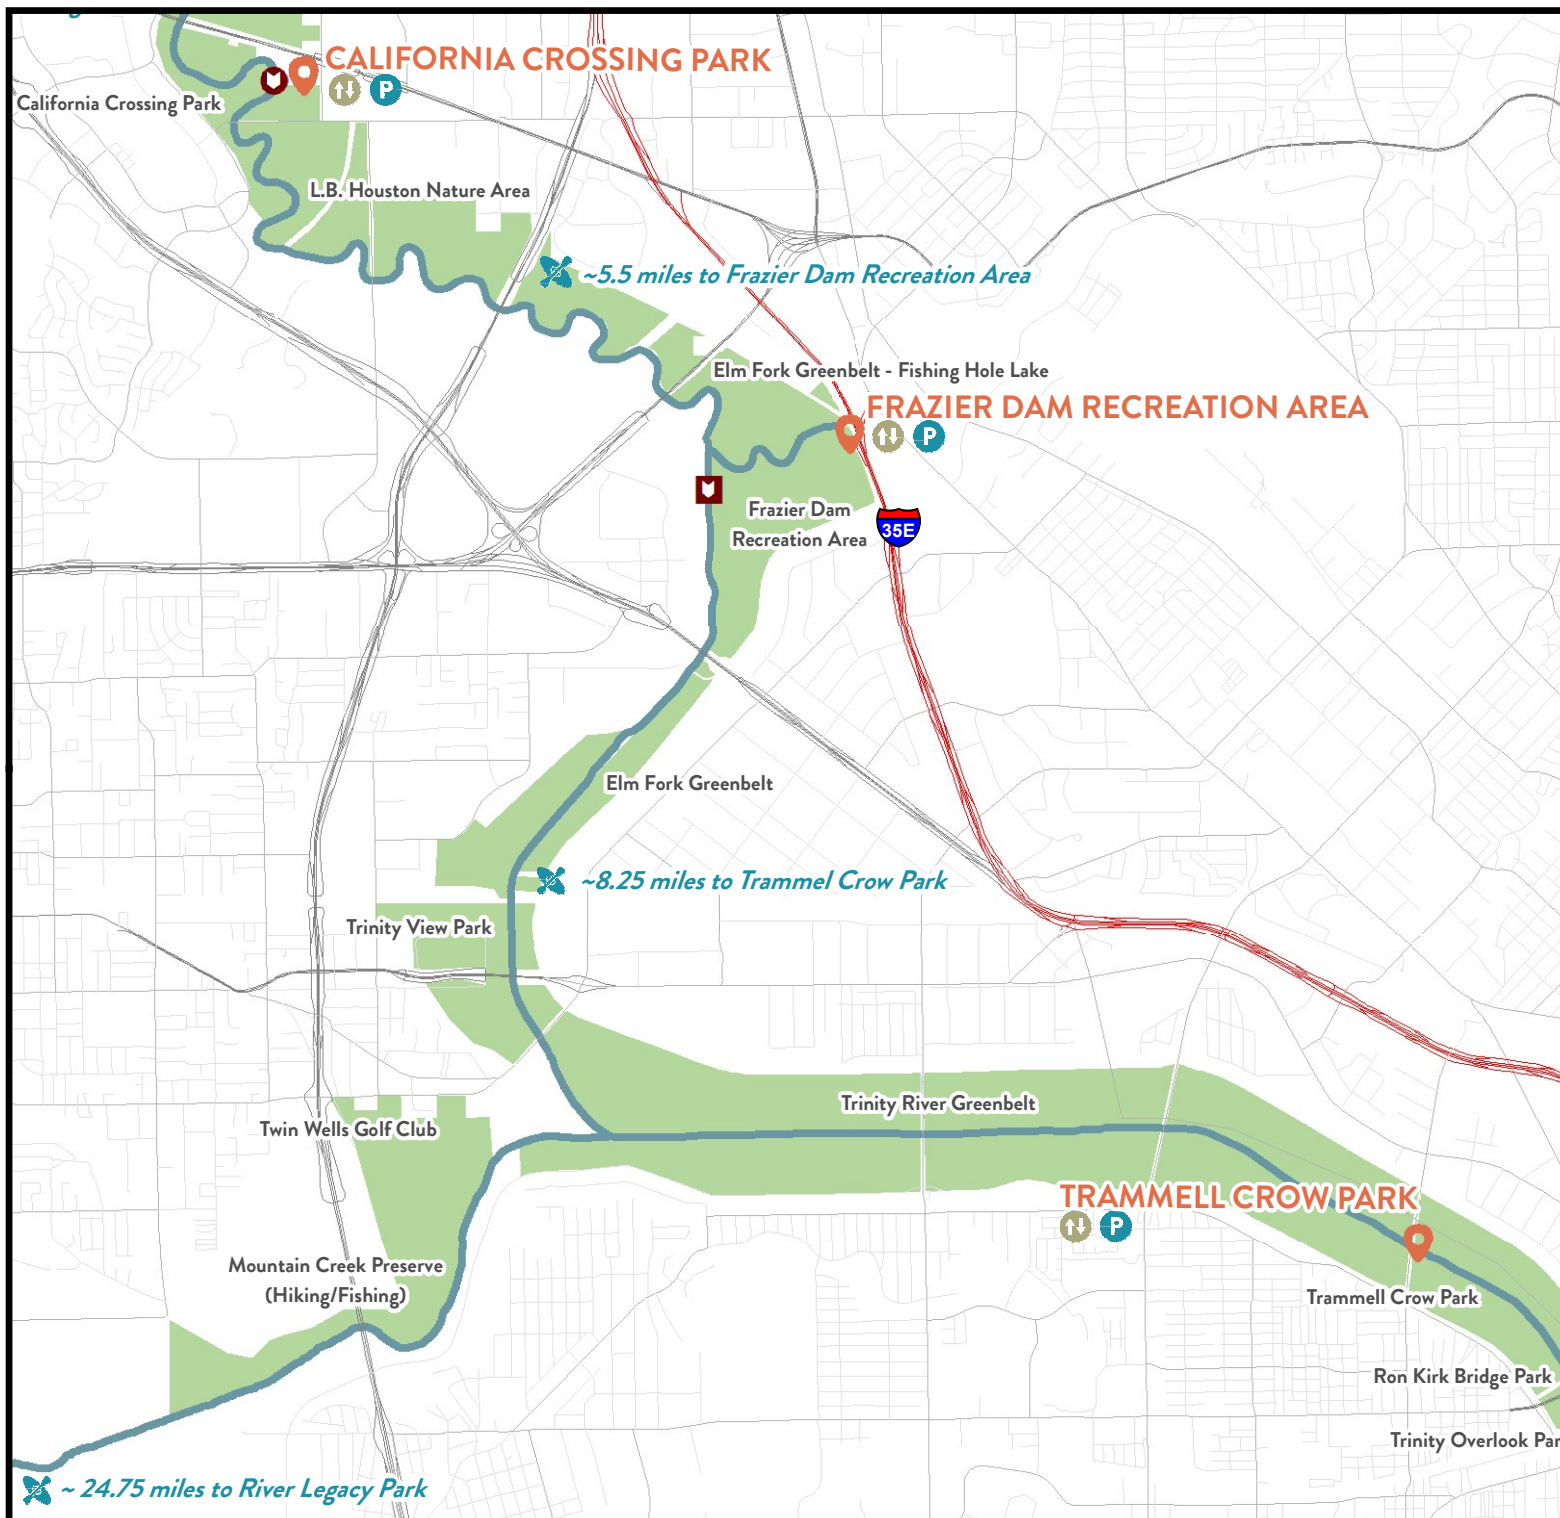 CALIFORNIA CROSSING PARK
P
California Crossing Park
L.B. Houston Nature Area
~5.5 miles to Frazier Dam Recreation Area
Elm Fork Greenbelt - Fishing Hole Lake
FRAZIER DAM RECREATION AREA
P
Frazier Dam
Recreation Area
35E
Elm Fork Greenbelt
~8.25 miles to Trammel Crow Park
Trinity View Park
Trinity River Greenbelt
Twin Wells Golf Club
TRAMMELL CROW PARK
P
Mountain Creek Preserve
(Hiking/Fishing)
Trammell Crow Park
Ron Kirk Bridge Park
Trinity Overlook Par
~ 24.75 miles to River Legacy Park